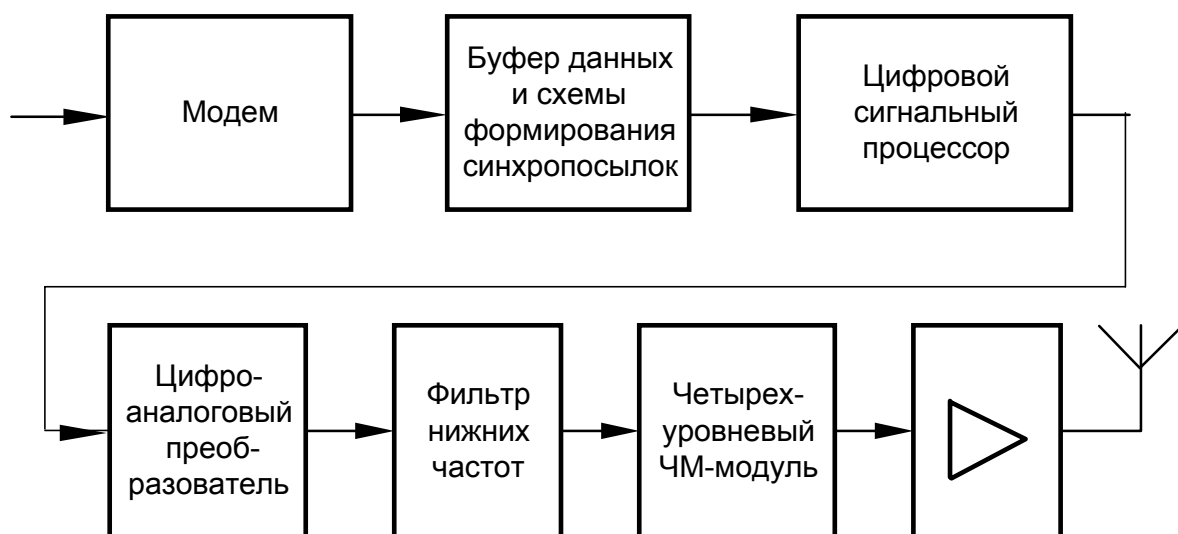 Модем
Буфер данных
и схемы
формирования
синхропосылок
Цифровой
сигнальный
процессор
Цифро-
аналоговый
преоб-
разователь
Фильтр
нижних
частот
Четырех-
уровневый
ЧМ-модуль